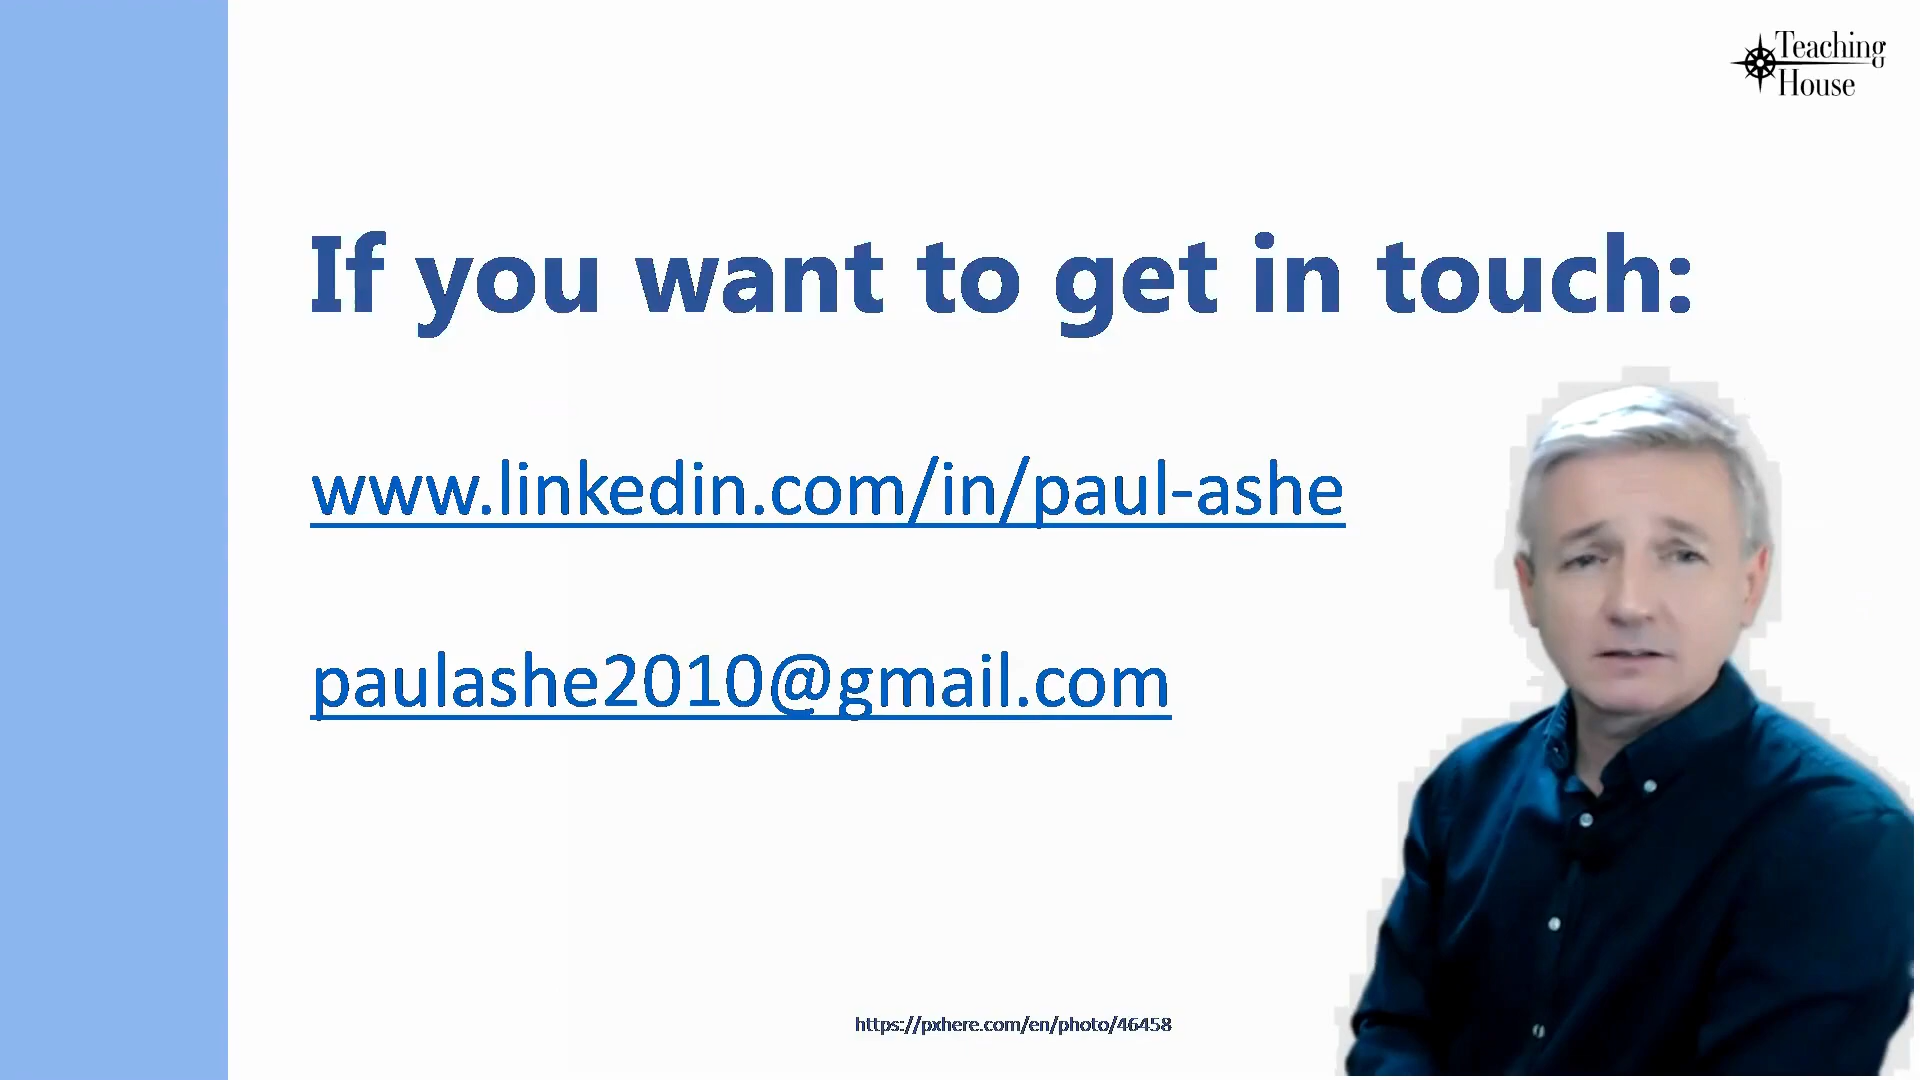 Teaching
House
If you want to get in touch:
www.linkedin.com/in/paul-ashe
paulashe2010@gmail.com
https://pxhere.com/en/photo/46458